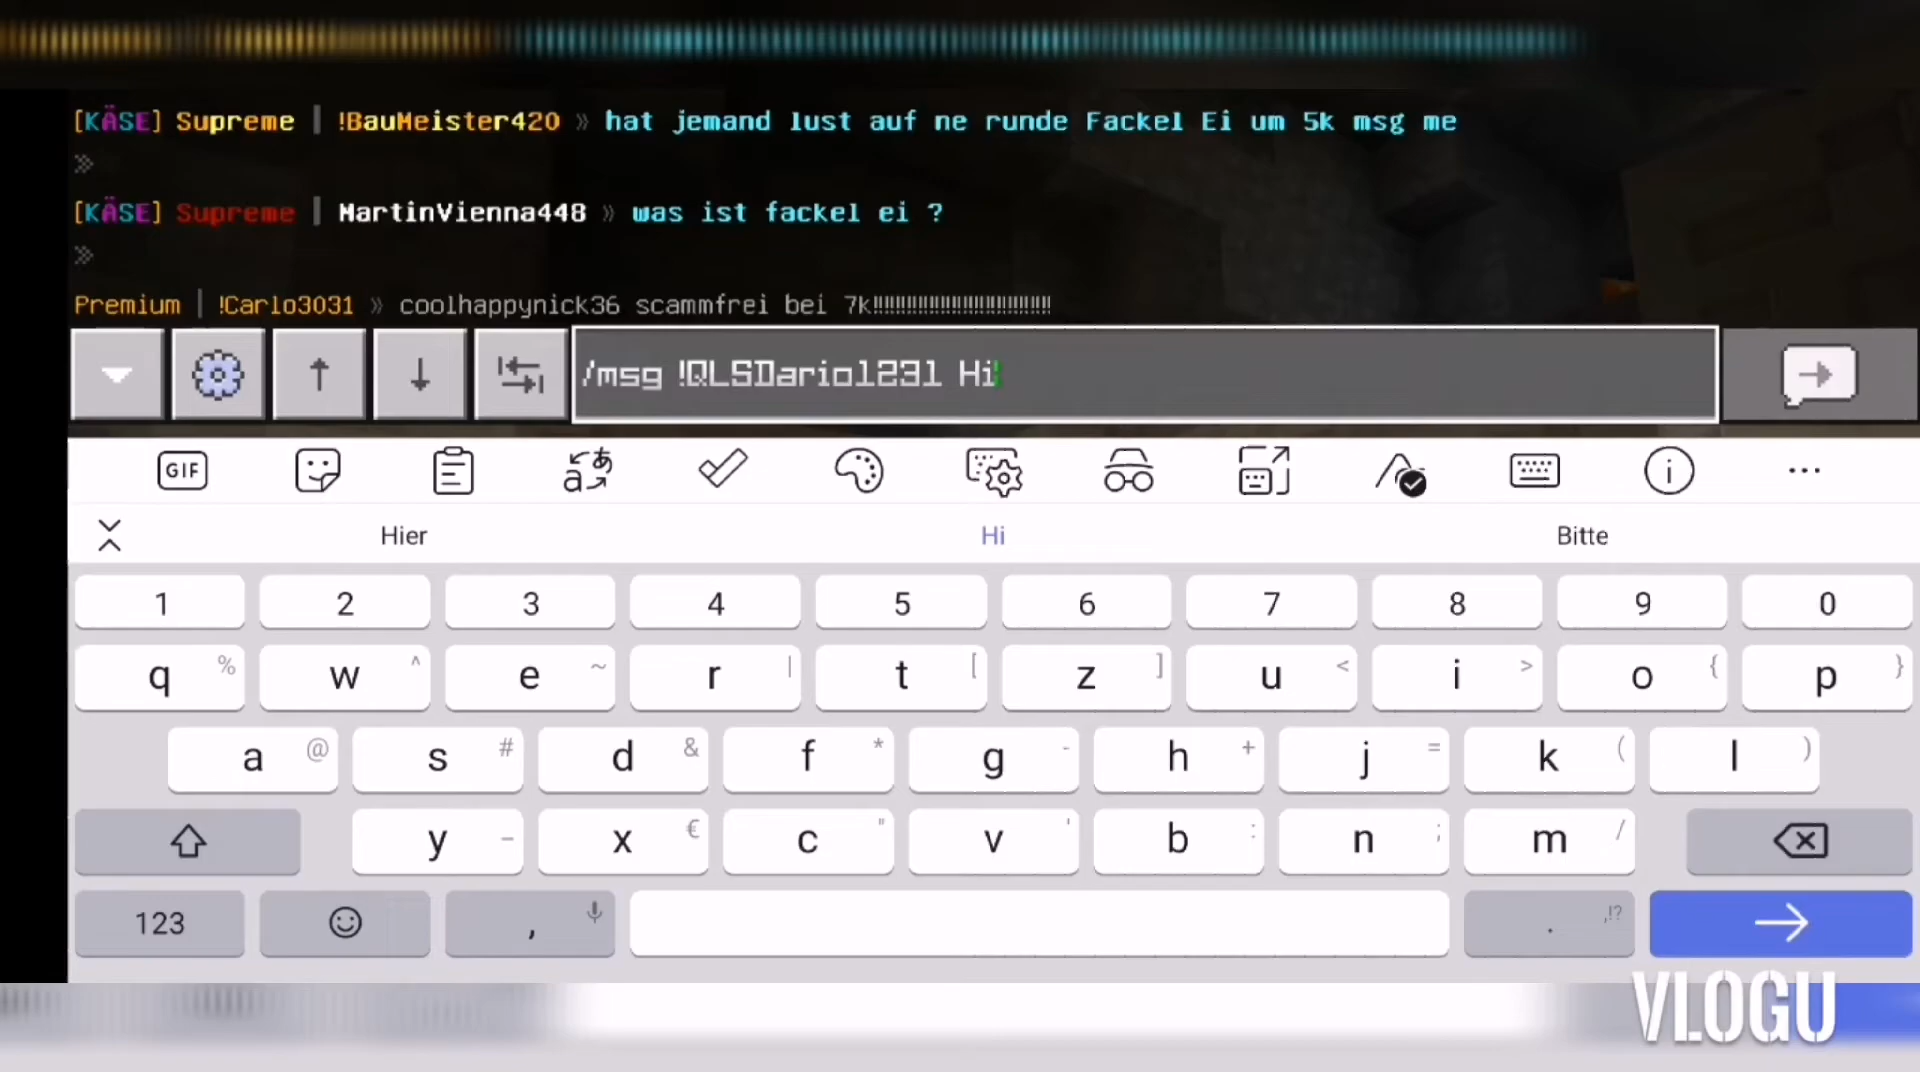 [KÄSE] Supreme | !BauMeister420 » hat jemand lust auf ne runde Fackel Ei um 5k msg me
»
[KÄSE] Supreme | MartinVienna448 » was ist fackel ei ?
»
Premium | !Carlo3031 » coolhappynick36 scammfrei bei 7k!!!!!!!!!!!!!!!!!!!!!!
/msg !QLSDario1231 Hi
GIF
Hier Hi Bitte
1 2 3 4 5 6 7 8 9 0
q % w ^ e ~ r | t [ z ] u < i > o { p }
a @ s # d & f * g - h + j = k ( l )
y _ x € c " v ' b : n ; m /
123 , . ,!?
VLOGU